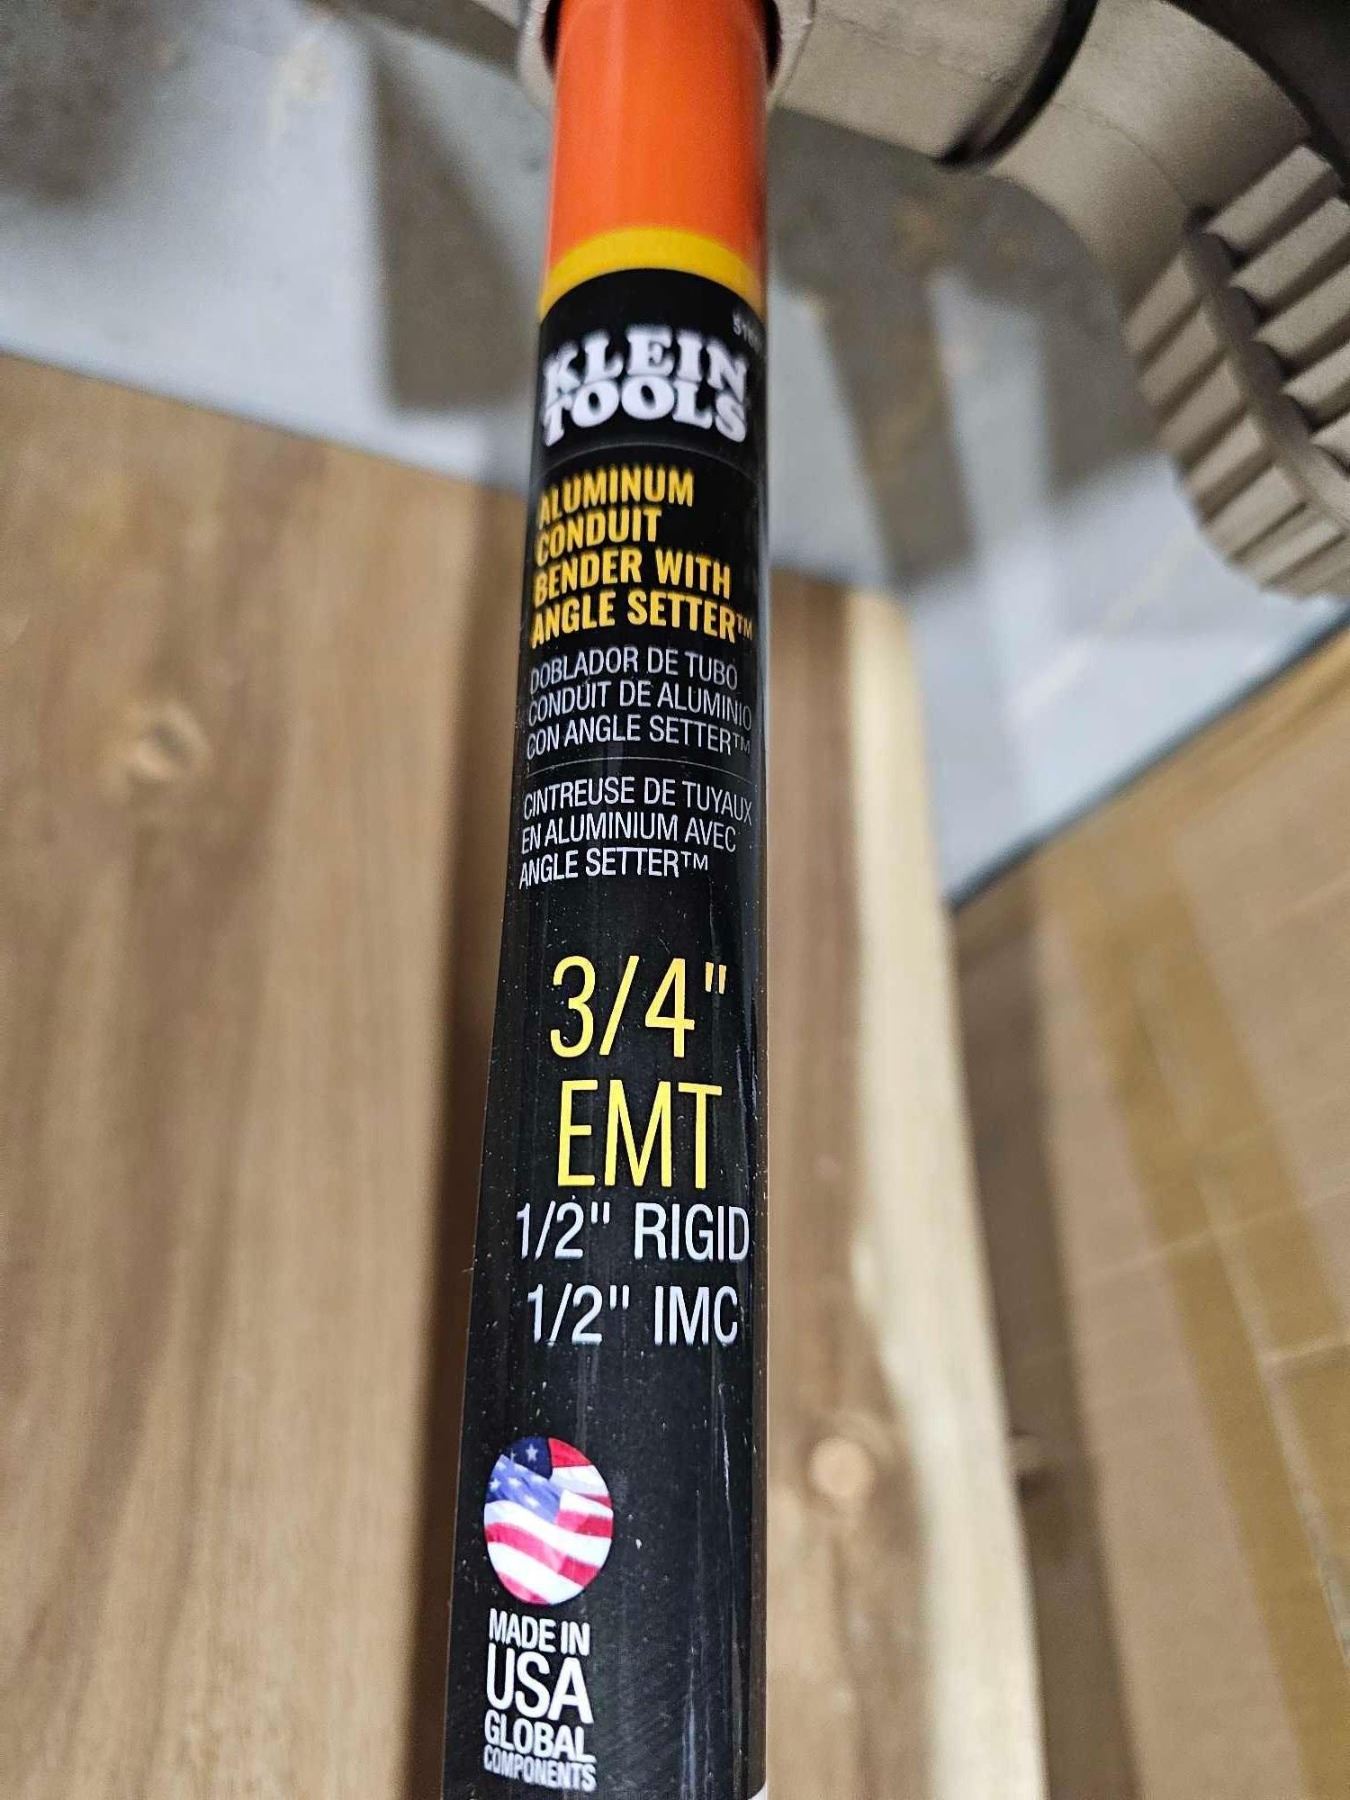 KLEIN
TOOLS
ALUMINUM
CONDUIT
BENDER WITH
ANGLE SETTER™
DOBLADOR DE TUBO
CONDUIT DE ALUMINIO
CON ANGLE SETTER™
CINTREUSE DE TUYAUX
EN ALUMINIUM AVEC
ANGLE SETTER™
3/4"
EMT
1/2" RIGID
1/2" IMC
MADE IN
USA
GLOBAL
COMPONENTS